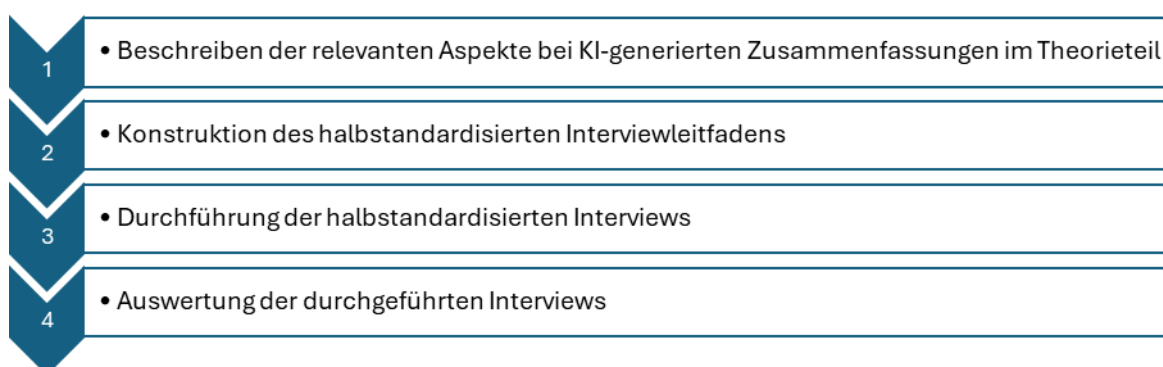 1
• Beschreiben der relevanten Aspekte bei KI-generierten Zusammenfassungen im Theorieteil
2
• Konstruktion des halbstandardisierten Interviewleitfadens
3
• Durchführung der halbstandardisierten Interviews
4
• Auswertung der durchgeführten Interviews